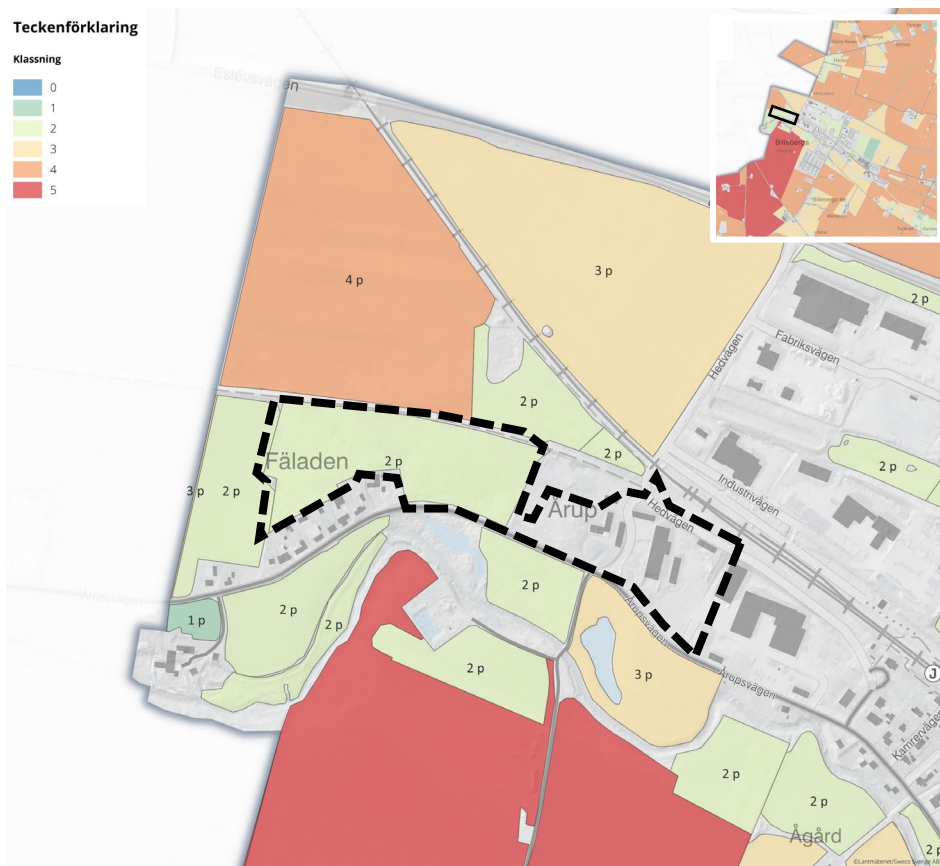 Teckenförklaring
Klassning
0
1
2
3
4
5
Eslövsvägen
Billeberga
4 p
3 p
2 p
Fabriksvägen
Hedvägen
2 p
2 p
2 p
Industrivägen
Fäladen
2 p
3 p
2 p
Årup
Hedvägen
2 p
Årupsvägen
1 p
2 p
2 p
Årupsvägen
2 p
3 p
Årupsvägen
J
Kamrervägen
2 p
2 p
Ågård
2 p
©Lantmäteriet/Sweco Sverige AB